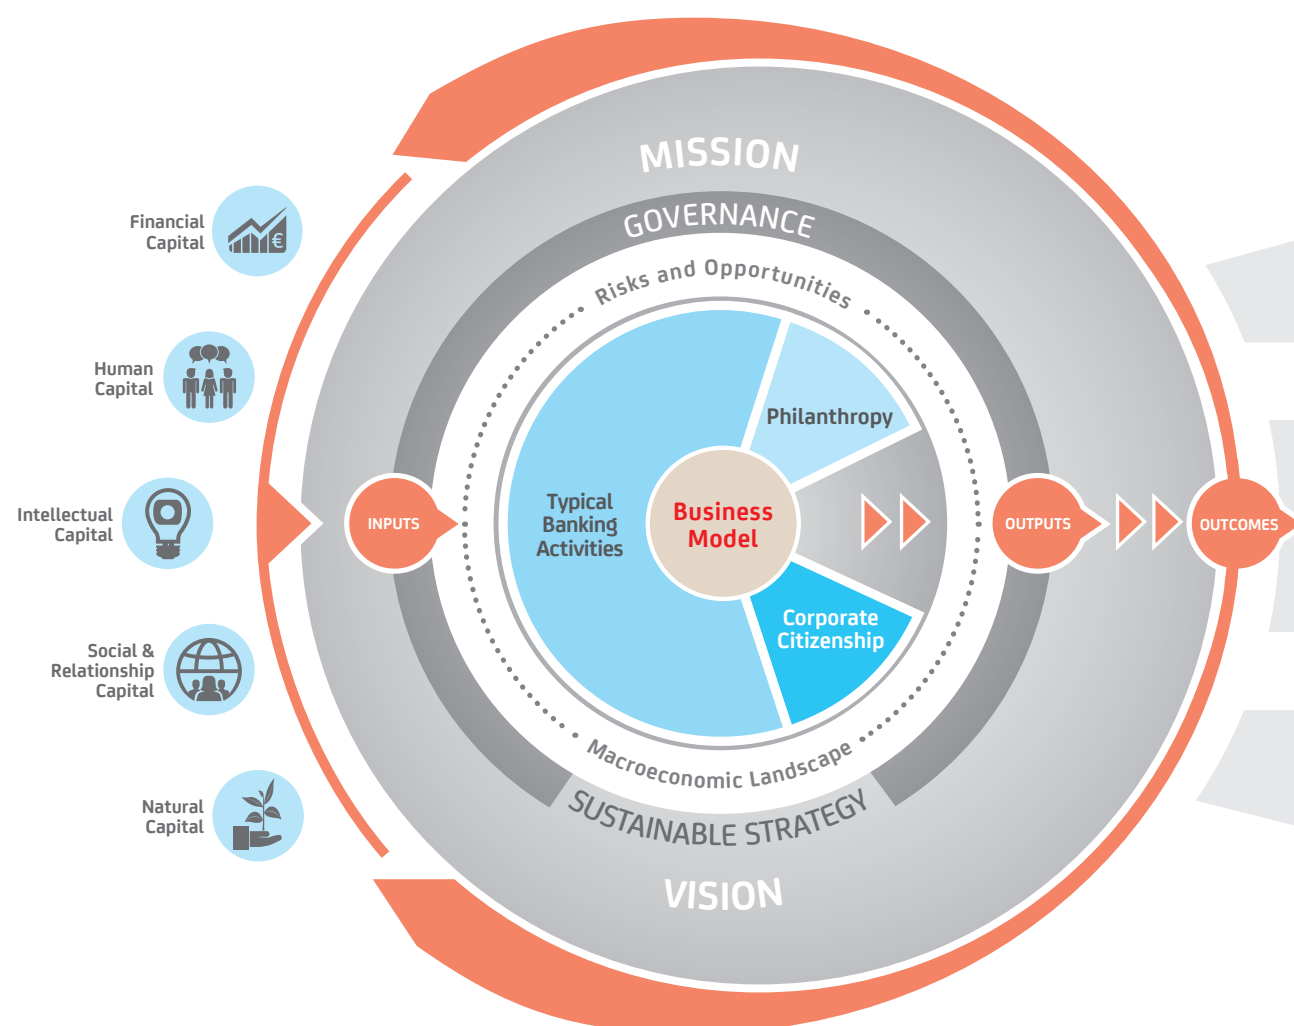 MISSION
GOVERNANCE
Risks and Opportunities
Financial
Capital
€
Human
Capital
Intellectual
Capital
Social &
Relationship
Capital
Natural
Capital
INPUTS
Typical
Banking
Activities
Business
Model
Philanthropy
Corporate
Citizenship
OUTPUTS
OUTCOMES
Macroeconomic Landscape
SUSTAINABLE STRATEGY
VISION